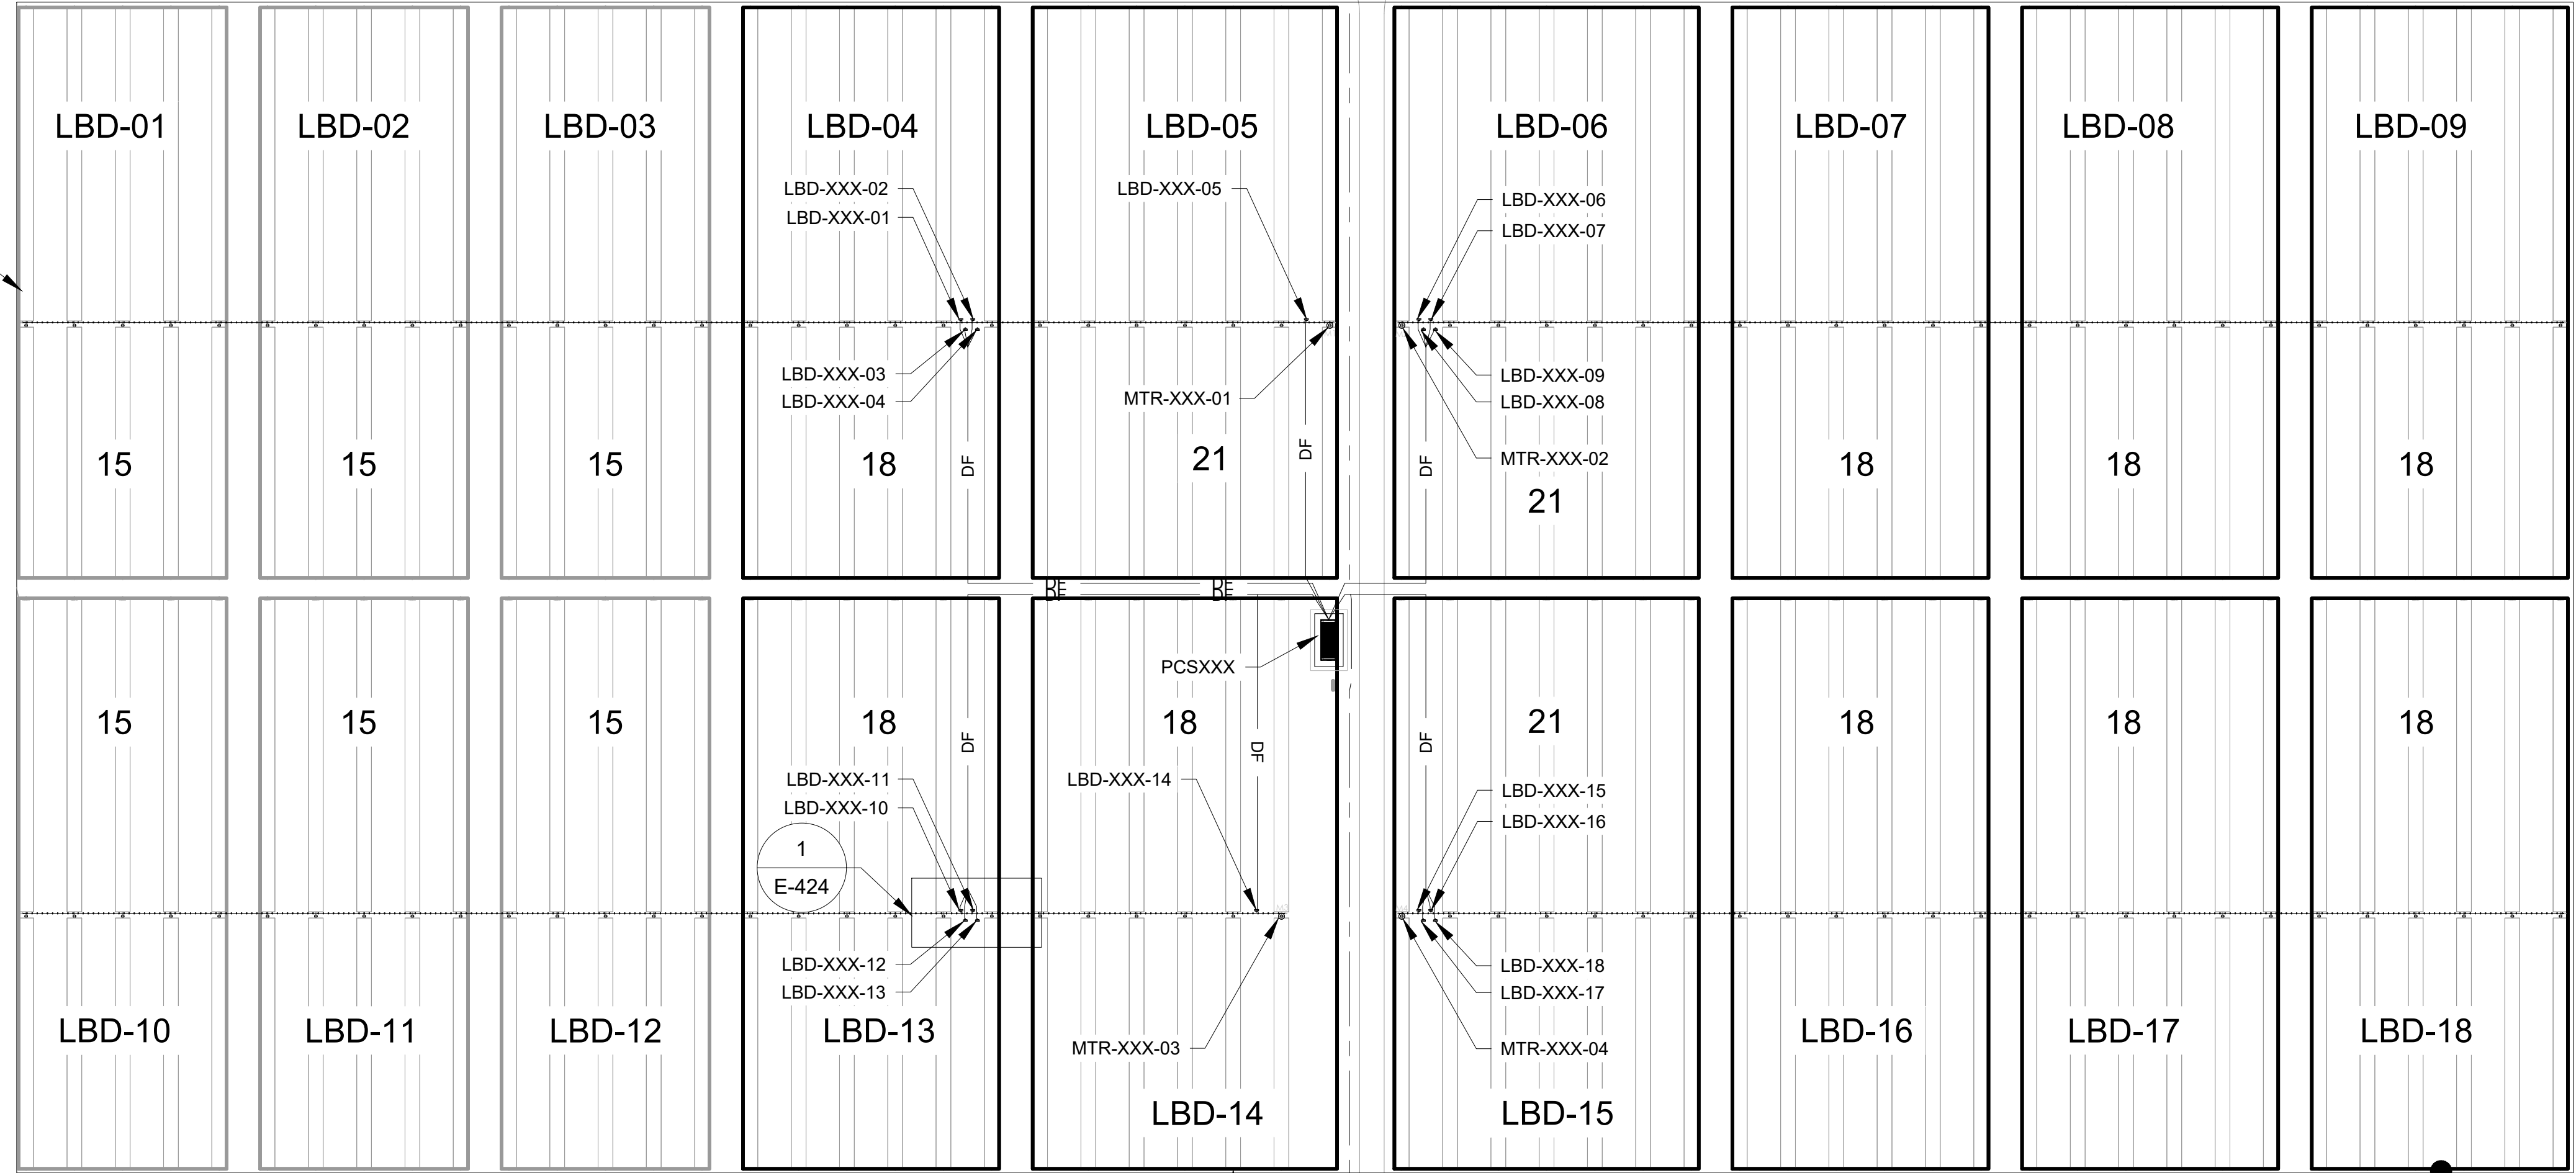 LBD-01 LBD-02 LBD-03 LBD-04 LBD-05 LBD-06 LBD-07 LBD-08 LBD-09
LBD-XXX-02 LBD-XXX-05 LBD-XXX-06
LBD-XXX-01 LBD-XXX-07
LBD-XXX-03 LBD-XXX-09
LBD-XXX-04 MTR-XXX-01 LBD-XXX-08
15 15 15 18 DF 21 DF DF MTR-XXX-02 18 18 18
21
DF DF
DF DF
PCSXXX
15 15 15 18 DF 18 DF DF 21 18 18 18
LBD-XXX-11 LBD-XXX-14 LBD-XXX-15
LBD-XXX-10 LBD-XXX-16
1
E-424
LBD-XXX-12 LBD-XXX-18
LBD-XXX-13 LBD-XXX-17
LBD-10 LBD-11 LBD-12 LBD-13 MTR-XXX-03 MTR-XXX-04 LBD-16 LBD-17 LBD-18
LBD-14 LBD-15